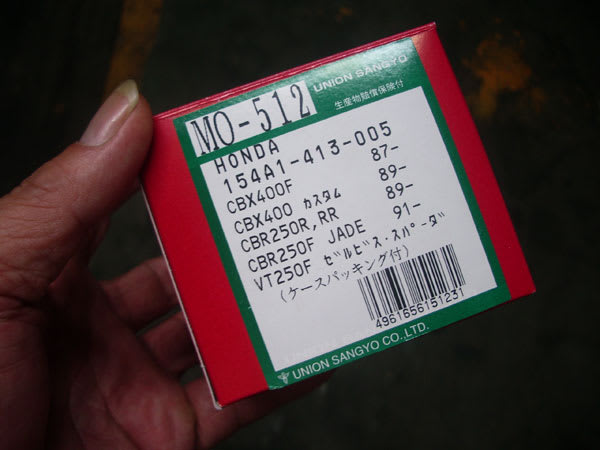 MO-512
UNION SANGYO
生産物賠償保険付
HONDA
154A1-413-005
CBX400F 87-
CBX400 カスタム 89-
CBR250R,RR 89-
CBR250F JADE 91-
VT250F ゼルビス・スパーダ
(ケースパッキング付)
4961656151231
UNION SANGYO CO.,LTD.